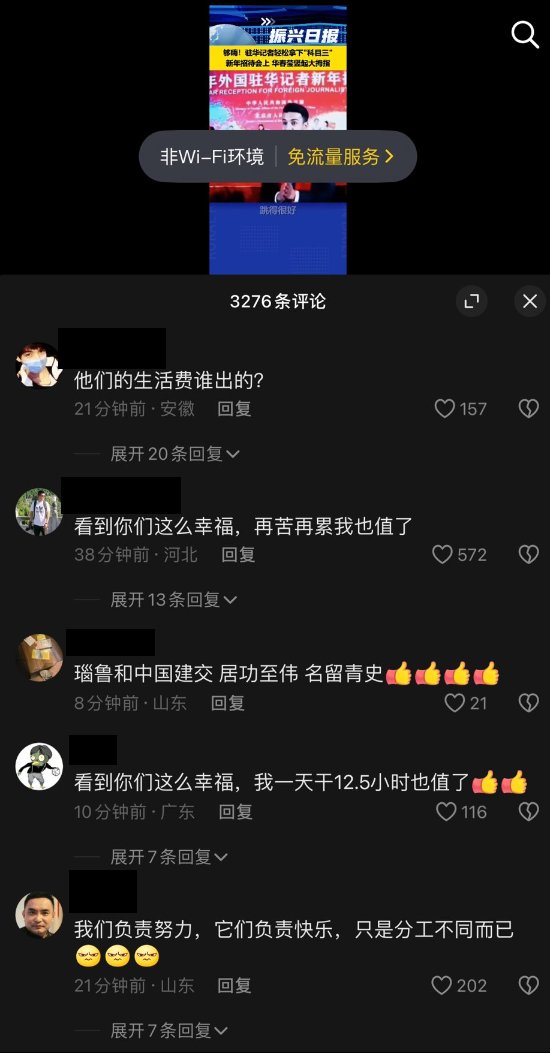 振兴日报
够嗨！驻华记者轻松拿下“科目三”
新年招待会上 华春莹竖起大拇指
年外国驻华记者新年招
EAR RECEPTION FOR FOREIGN JOURNALIST
非Wi-Fi环境
免流量服务
跳得很好
3276条评论
他们的生活费谁出的?
21分钟前·安徽 回复
157
展开20条回复
看到你们这么幸福，再苦再累我也值了
38分钟前·河北 回复
572
展开13条回复
瑙鲁和中国建交 居功至伟 名留青史
8分钟前·山东 回复
21
看到你们这么幸福，我一天干12.5小时也值了
10分钟前·广东 回复
116
展开7条回复
我们负责努力，它们负责快乐，只是分工不同而已
21分钟前·山东 回复
202
展开7条回复